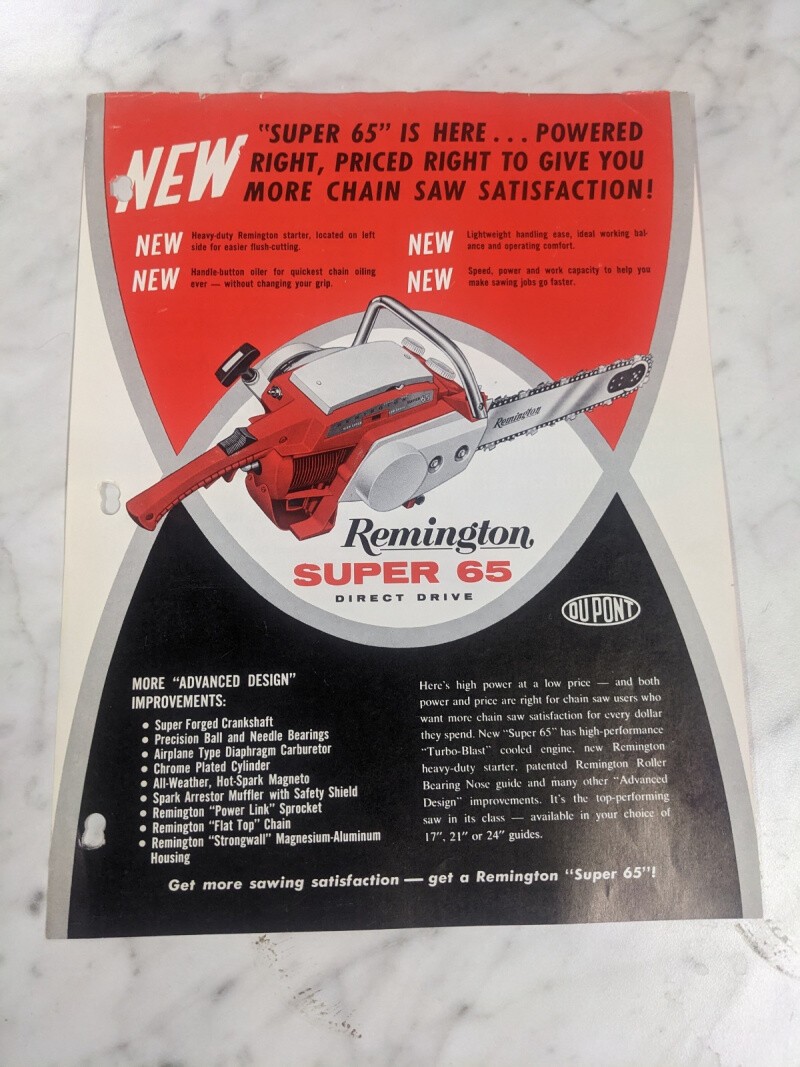 NEW
"SUPER 65" IS HERE... POWERED
RIGHT, PRICED RIGHT TO GIVE YOU
MORE CHAIN SAW SATISFACTION!
NEW
Heavy-duty Remington starter, located on left
side for easier flush-cutting.
NEW
Lightweight handling ease, ideal working bal-
ance and operating comfort.
NEW
Handle-button oiler for quickest chain oiling
ever — without changing your grip.
NEW
Speed, power and work capacity to help you
make sawing jobs go faster.
Remington
Remington
SUPER 65
DIRECT DRIVE
DU PONT
MORE "ADVANCED DESIGN"
IMPROVEMENTS:
• Super Forged Crankshaft
• Precision Ball and Needle Bearings
• Airplane Type Diaphragm Carburetor
• Chrome Plated Cylinder
• All-Weather, Hot-Spark Magneto
• Spark Arrestor Muffler with Safety Shield
• Remington "Power Link" Sprocket
• Remington "Flat Top" Chain
• Remington "Strongwall" Magnesium-Aluminum
Housing
Here's high power at a low price — and both
power and price are right for chain saw users who
want more chain saw satisfaction for every dollar
they spend. New "Super 65" has high-performance
"Turbo-Blast" cooled engine, new Remington
heavy-duty starter, patented Remington Roller
Bearing Nose guide and many other "Advanced
Design" improvements. It's the top-performing
saw in its class — available in your choice of
17", 21" or 24" guides.
Get more sawing satisfaction — get a Remington "Super 65"!